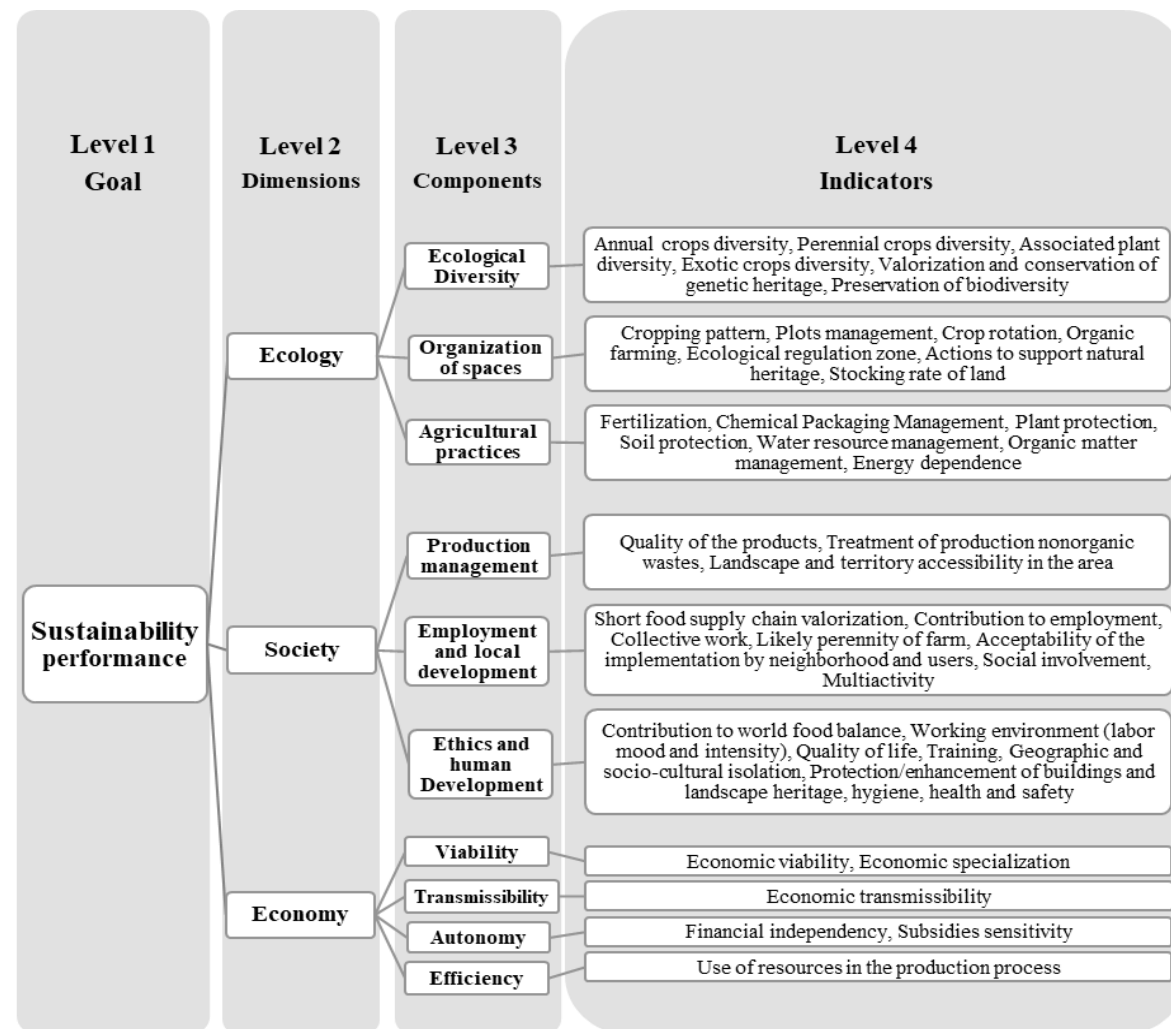 Level 1
Goal
Level 2
Dimensions
Level 3
Components
Level 4
Indicators
Sustainability
performance
Ecology
Ecological
Diversity
Annual crops diversity, Perennial crops diversity, Associated plant
diversity, Exotic crops diversity, Valorization and conservation of
genetic heritage, Preservation of biodiversity
Organization
of spaces
Cropping pattern, Plots management, Crop rotation, Organic
farming, Ecological regulation zone, Actions to support natural
heritage, Stocking rate of land
Agricultural
practices
Fertilization, Chemical Packaging Management, Plant protection,
Soil protection, Water resource management, Organic matter
management, Energy dependence
Society
Production
management
Quality of the products, Treatment of production nonorganic
wastes, Landscape and territory accessibility in the area
Employment
and local
development
Short food supply chain valorization, Contribution to employment,
Collective work, Likely perennity of farm, Acceptability of the
implementation by neighborhood and users, Social involvement,
Multiactivity
Ethics and
human
Development
Contribution to world food balance, Working environment (labor
mood and intensity), Quality of life, Training, Geographic and
socio-cultural isolation, Protection/enhancement of buildings and
landscape heritage, hygiene, health and safety
Economy
Viability
Economic viability, Economic specialization
Transmissibility
Economic transmissibility
Autonomy
Financial independency, Subsidies sensitivity
Efficiency
Use of resources in the production process